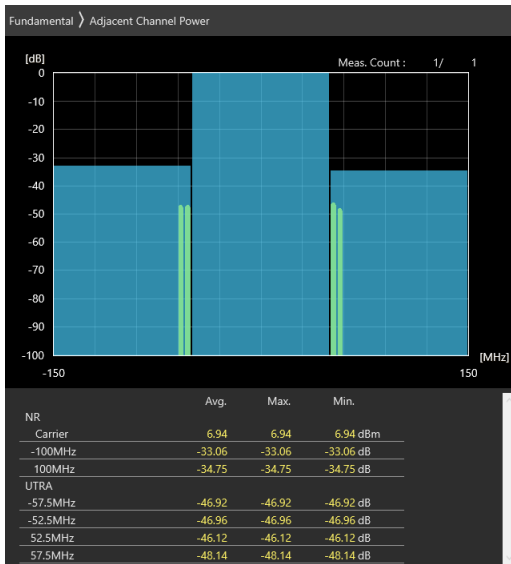 Fundamental 〉 Adjacent Channel Power
[dB]
Meas. Count : 1/ 1
0
-10
-20
-30
-40
-50
-60
-70
-80
-90
-100
[MHz]
-150 150
Avg. Max. Min.
NR
Carrier 6.94 6.94 6.94 dBm
-100MHz -33.06 -33.06 -33.06 dB
100MHz -34.75 -34.75 -34.75 dB
UTRA
-57.5MHz -46.92 -46.92 -46.92 dB
-52.5MHz -46.96 -46.96 -46.96 dB
52.5MHz -46.12 -46.12 -46.12 dB
57.5MHz -48.14 -48.14 -48.14 dB